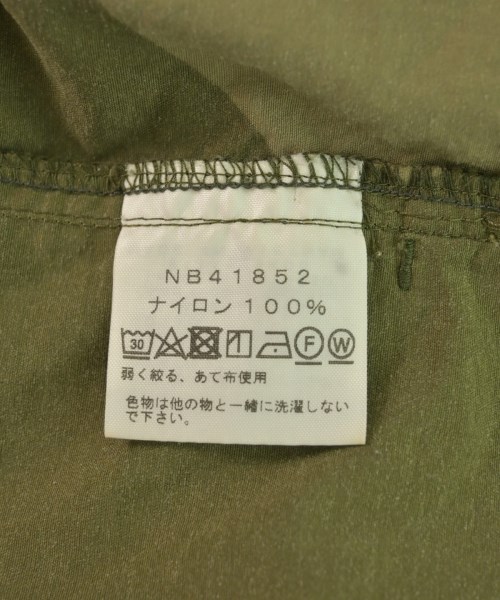 NB41852
ナイロン100%
30 F W
弱く絞る、あて布使用
色物は他の物と一緒に洗濯しない
で下さい。